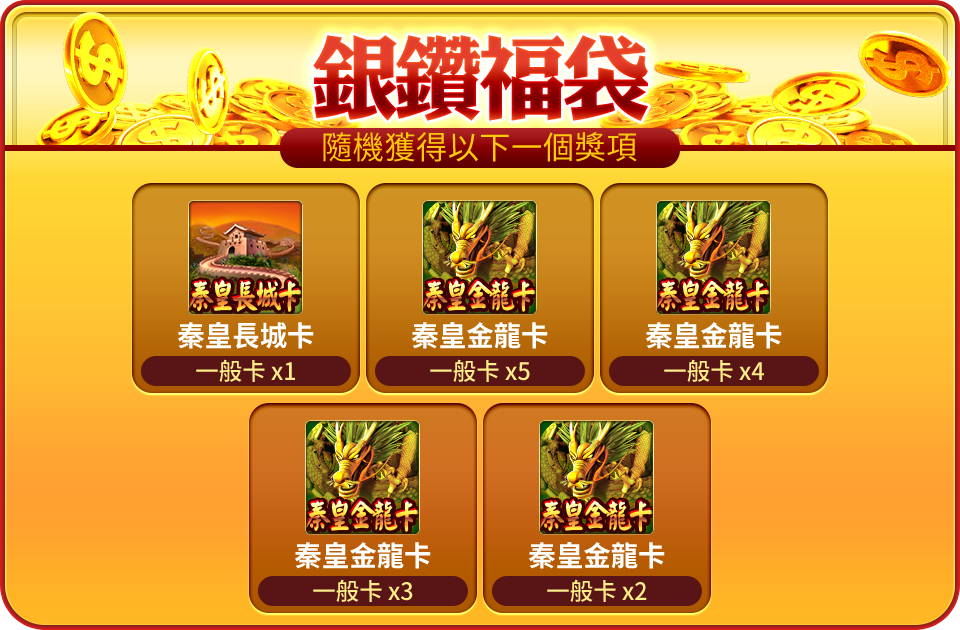 銀鑽福袋
隨機獲得以下一個獎項
秦皇長城卡
秦皇長城卡
一般卡 x1
秦皇金龍卡
秦皇金龍卡
一般卡 x5
秦皇金龍卡
秦皇金龍卡
一般卡 x4
秦皇金龍卡
秦皇金龍卡
一般卡 x3
秦皇金龍卡
秦皇金龍卡
一般卡 x2